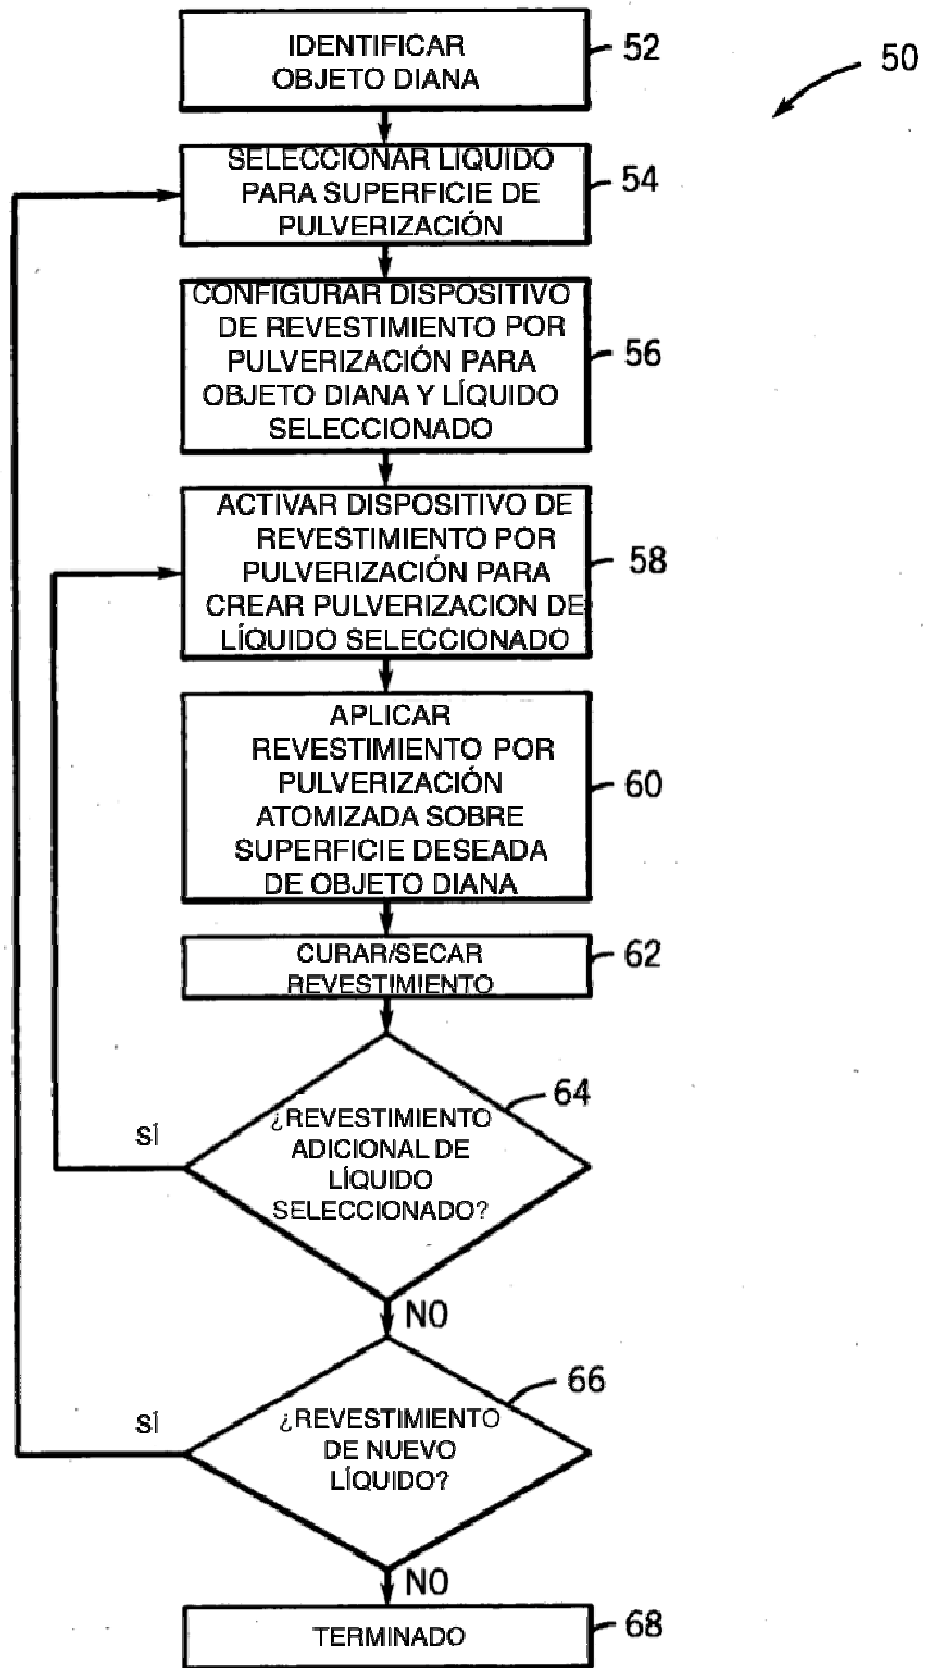 IDENTIFICAR
OBJETO DIANA
52
50
SELECCIONAR LÍQUIDO
PARA SUPERFICIE DE
PULVERIZACIÓN
54
CONFIGURAR DISPOSITIVO
DE REVESTIMIENTO POR
PULVERIZACIÓN PARA
OBJETO DIANA Y LÍQUIDO
SELECCIONADO
56
ACTIVAR DISPOSITIVO DE
REVESTIMIENTO POR
PULVERIZACIÓN PARA
CREAR PULVERIZACION DE
LÍQUIDO SELECCIONADO
58
APLICAR
REVESTIMIENTO POR
PULVERIZACIÓN
ATOMIZADA SOBRE
SUPERFICIE DESEADA
DE OBJETO DIANA
60
CURAR/SECAR
REVESTIMIENTO
62
¿REVESTIMIENTO
ADICIONAL DE
LÍQUIDO
SELECCIONADO?
64
SÍ
NO
¿REVESTIMIENTO
DE NUEVO
LÍQUIDO?
66
SÍ
NO
TERMINADO
68